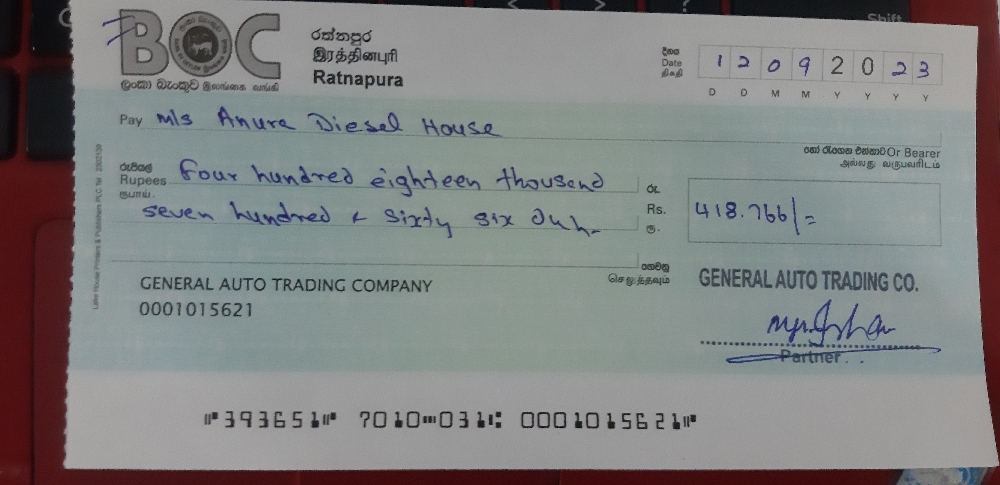 BOC
ලංකා බැංකුව இலங்கை வங்கி
රත්නපුර
இரத்தினபுரி
Ratnapura
දිනය
Date
திகதி
1 2 0 9 2 0 2 3
D D M M Y Y Y Y
Pay M/s Anura Diesel House
හෝ රැගෙන එන්නාට Or Bearer
அல்லது வருபவரிடம்
රුපියල්
Rupees
ரூபாய்
Four hundred eighteen thousand
seven hundred & sixty six Only
රු.
Rs.
ரூ.
418.766/=
ගෙවනු
செலுத்தவும்
GENERAL AUTO TRADING COMPANY
0001015621
GENERAL AUTO TRADING CO.
Partner
⑈393651⑈ 7010⑉031⑆ 0001015621⑈
Shift